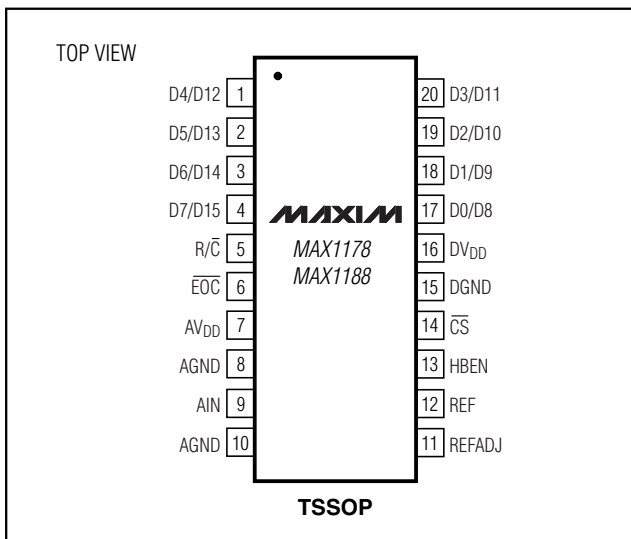 TOP VIEW
D4/D12 1
D5/D13 2
D6/D14 3
D7/D15 4
R/C̅ 5
E̅O̅C̅ 6
AVDD 7
AGND 8
AIN 9
AGND 10
MAXIM
MAX1178
MAX1188
20 D3/D11
19 D2/D10
18 D1/D9
17 D0/D8
16 DVDD
15 DGND
14 C̅S̅
13 HBEN
12 REF
11 REFADJ
TSSOP